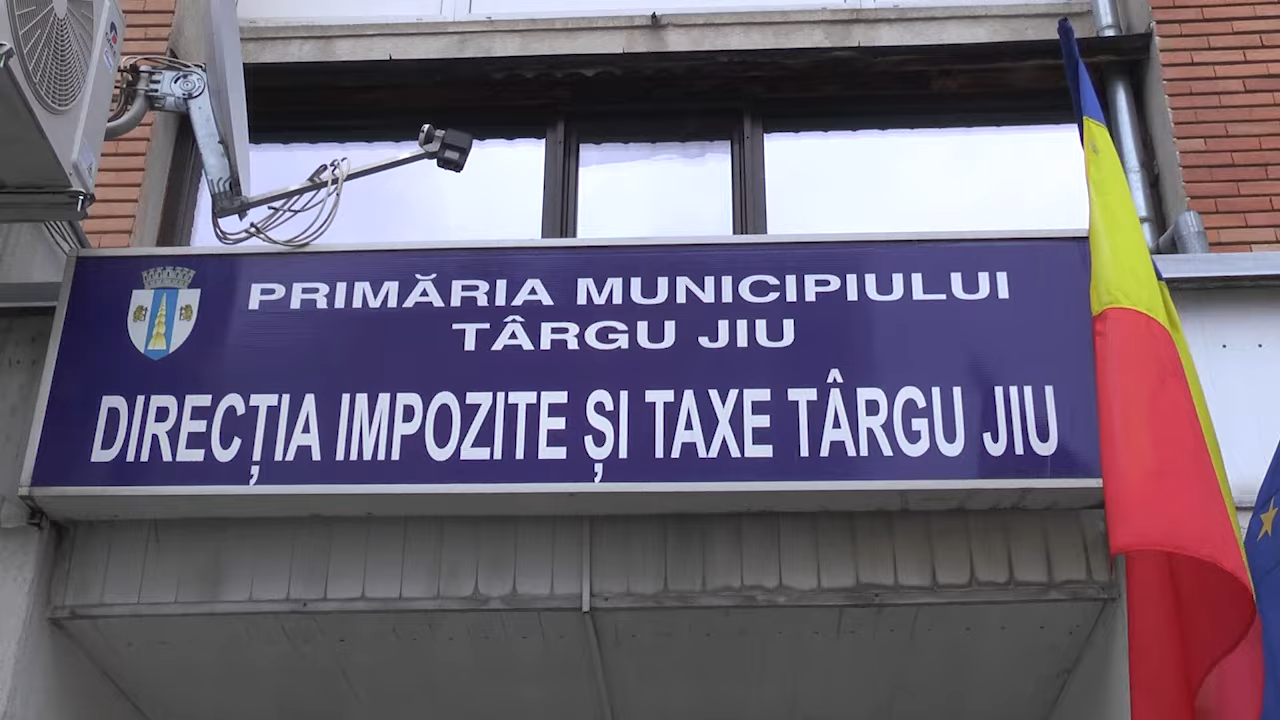 PRIMĂRIA MUNICIPIULUI
TÂRGU JIU
DIRECȚIA IMPOZITE ȘI TAXE TÂRGU JIU